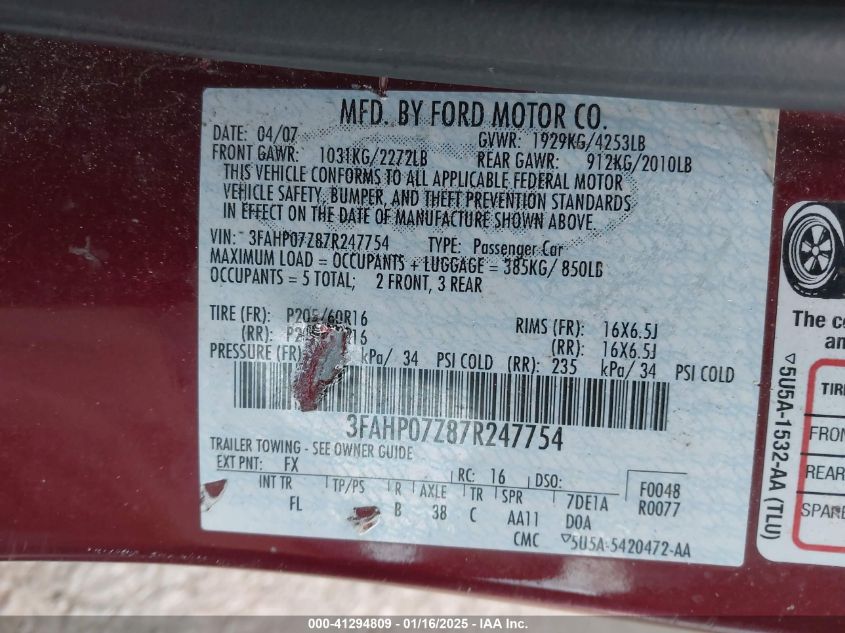 MFD. BY FORD MOTOR CO.
DATE: 04/07 GVWR: 1929KG/4253LB
FRONT GAWR: 1031KG/2272LB REAR GAWR: 912KG/2010LB
THIS VEHICLE CONFORMS TO ALL APPLICABLE FEDERAL MOTOR
VEHICLE SAFETY, BUMPER, AND THEFT PREVENTION STANDARDS
IN EFFECT ON THE DATE OF MANUFACTURE SHOWN ABOVE.
VIN: 3FAHP07Z87R247754 TYPE: Passenger Car
MAXIMUM LOAD = OCCUPANTS + LUGGAGE = 385KG/ 850LB
OCCUPANTS = 5 TOTAL; 2 FRONT, 3 REAR
TIRE (FR): P205/60R16 RIMS (FR): 16X6.5J
(RR): (RR): 16X6.5J
PRESSURE (FR) kPa/ 34 PSI COLD (RR): 235 kPa/ 34 PSI COLD
3FAHP07Z87R247754
TRAILER TOWING - SEE OWNER GUIDE
EXT PNT: FX RC: 16 DSO: F0048
R0077
INT TR TP/PS R AXLE TR SPR 7DE1A
FL B 38 C AA11 D0A
CMC ▽5U5A-5420472-AA
The co
an
TIRE
FRON
REAR
SPARE
▽5U5A-1532-AA (TLU)
000-41294809 - 01/16/2025 - IAA Inc.